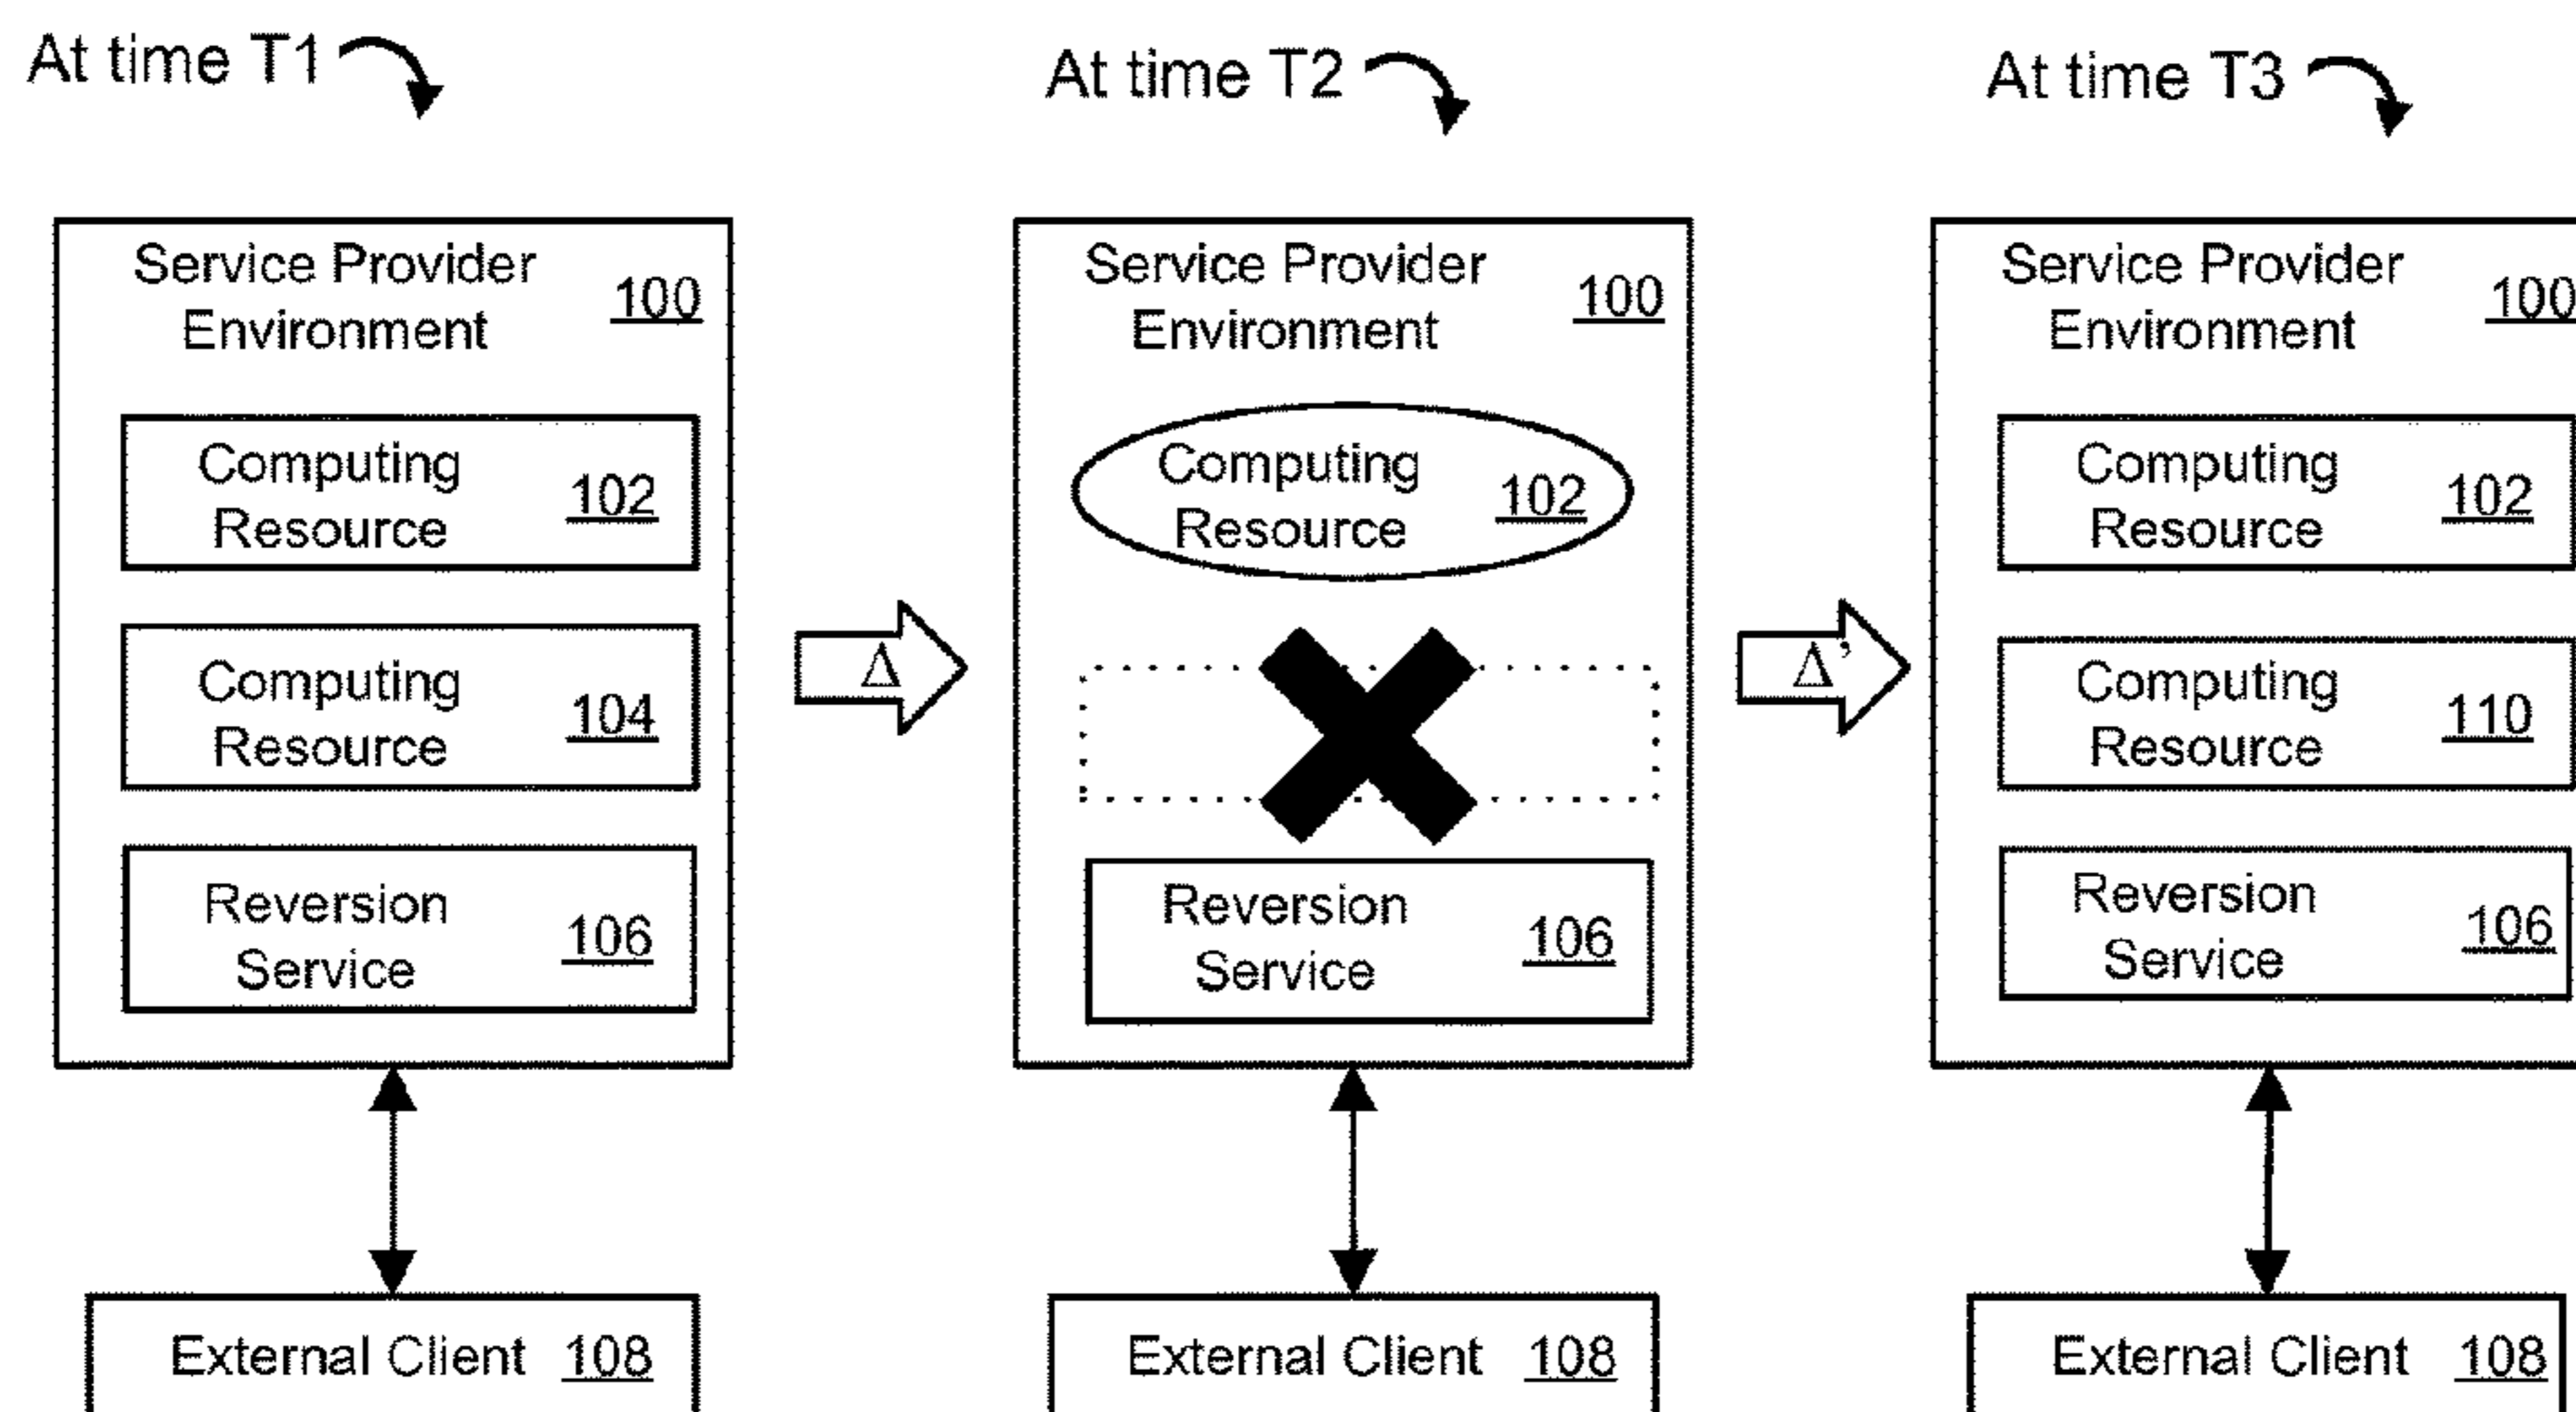 At time T1
Service Provider
Environment 100
Computing
Resource 102
Computing
Resource 104
Reversion
Service 106
External Client 108
Δ
At time T2
Service Provider
Environment 100
Computing
Resource 102
Reversion
Service 106
External Client 108
Δ’
At time T3
Service Provider
Environment 100
Computing
Resource 102
Computing
Resource 110
Reversion
Service 106
External Client 108